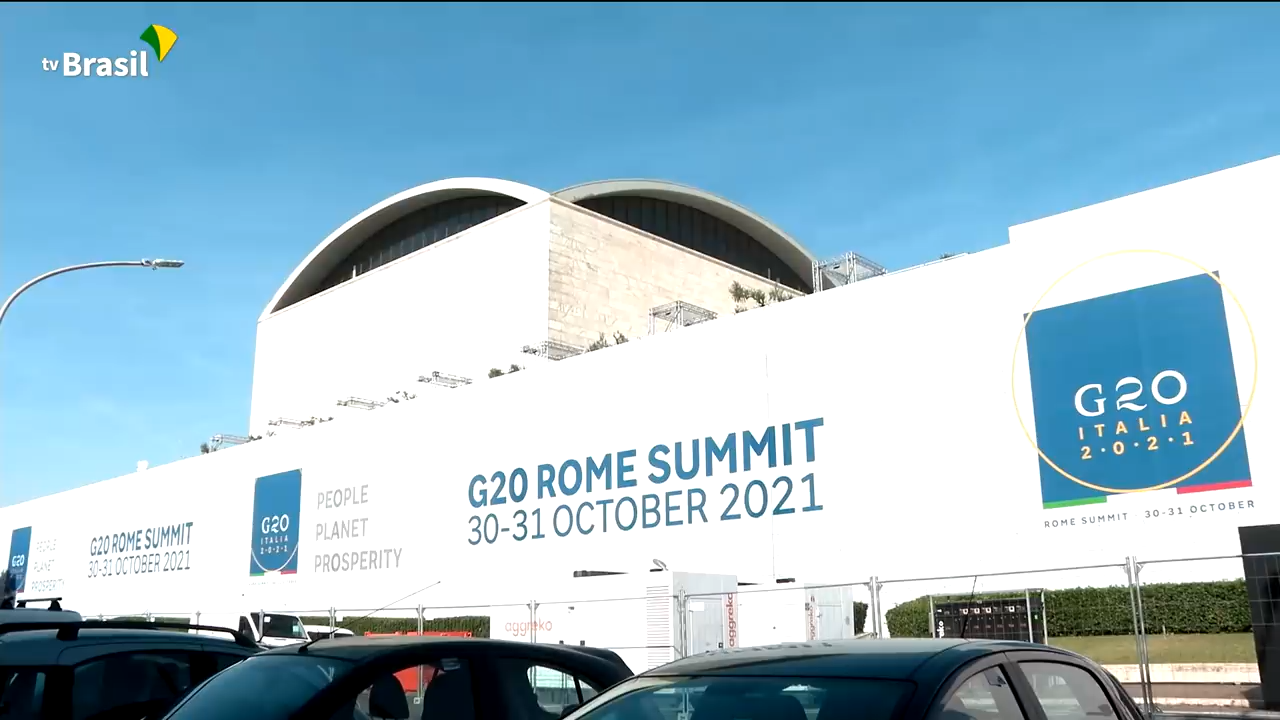 tv Brasil
G20
ITALIA
2·0·2·1
ROME SUMMIT 30-31 OCTOBER
G20 ROME SUMMIT
30-31 OCTOBER 2021
PEOPLE
PLANET
PROSPERITY
G20
ITALIA
2·0·2·1
G20 ROME SUMMIT
30-31 OCTOBER 2021
PEOPLE
PLANET
PROSPERITY
G20
aggreko
aggreko
aggreko